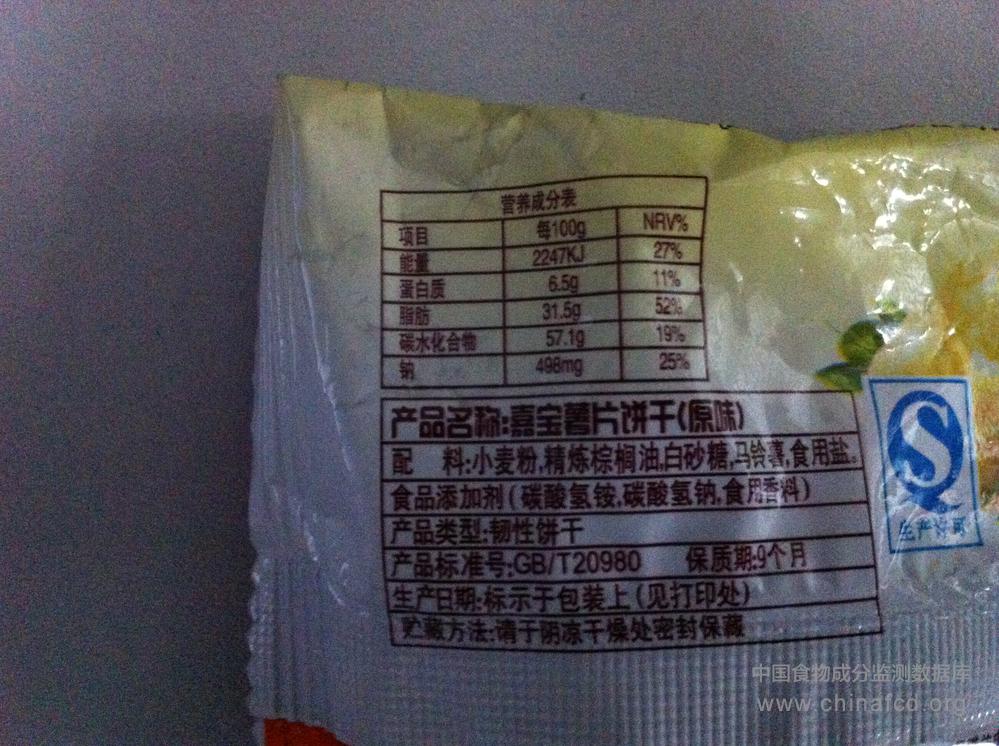 营养成分表
项目 每100g NRV%
能量 2247KJ 27%
蛋白质 6.5g 11%
脂肪 31.5g 52%
碳水化合物 57.1g 19%
钠 498mg 25%
产品名称:嘉宝薯片饼干(原味)
配 料:小麦粉,精炼棕榈油,白砂糖,马铃薯,食用盐。
食品添加剂(碳酸氢铵,碳酸氢钠,食用香料)
产品类型:韧性饼干
产品标准号:GB/T20980 保质期:9个月
生产日期:标示于包装上(见打印处)
贮藏方法:请于阴凉干燥处密封保藏
生产许可
中国食物成分监测数据库
www.chinafcd.org